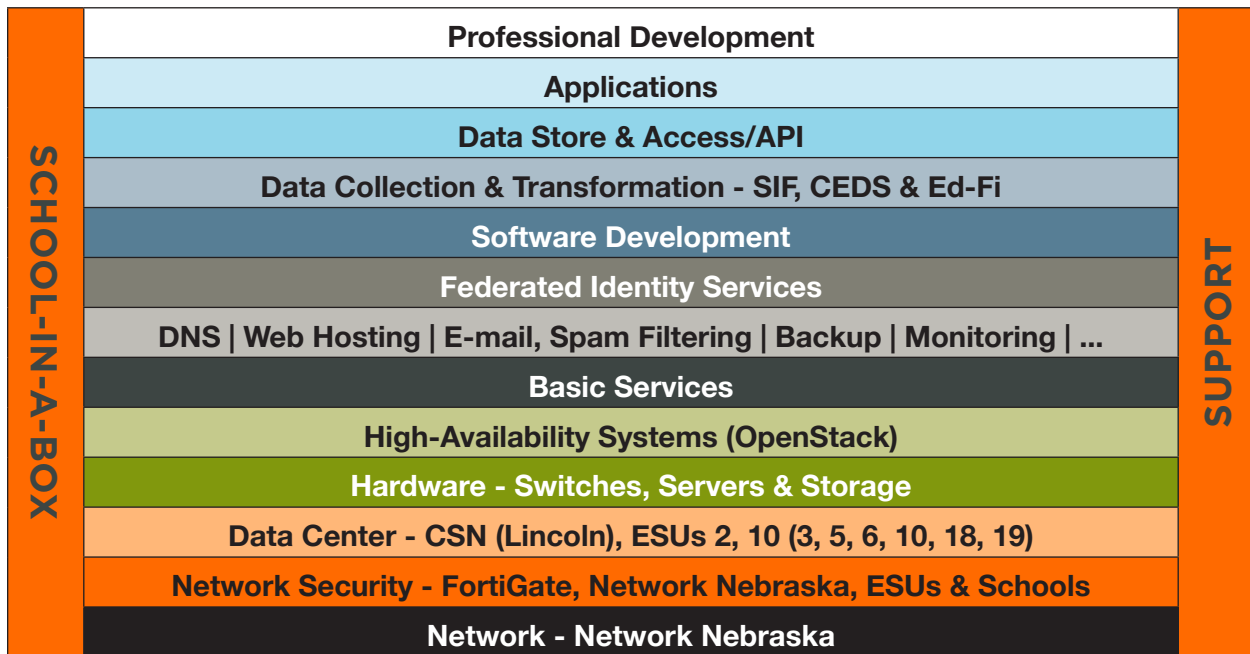 SCHOOL-IN-A-BOX
Professional Development
Applications
Data Store & Access/API
Data Collection & Transformation - SIF, CEDS & Ed-Fi
Software Development
Federated Identity Services
DNS | Web Hosting | E-mail, Spam Filtering | Backup | Monitoring | ...
Basic Services
High-Availability Systems (OpenStack)
Hardware - Switches, Servers & Storage
Data Center - CSN (Lincoln), ESUs 2, 10 (3, 5, 6, 10, 18, 19)
Network Security - FortiGate, Network Nebraska, ESUs & Schools
Network - Network Nebraska
SUPPORT